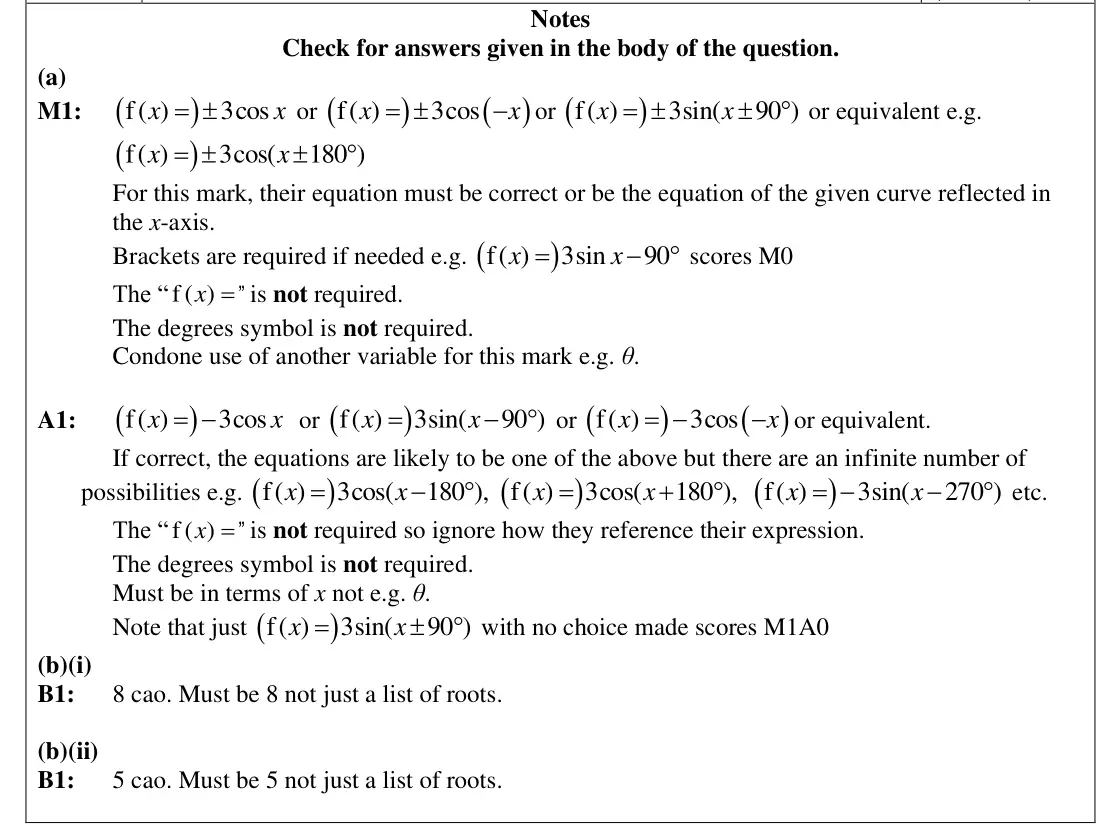 Notes
Check for answers given in the body of the question.
(a)
M1: (f(x) =)±3cos x or (f(x) =)±3cos(−x) or (f(x) =)±3sin(x±90°) or equivalent e.g.
(f(x) =)±3cos(x±180°)
For this mark, their equation must be correct or be the equation of the given curve reflected in
the x-axis.
Brackets are required if needed e.g. (f(x) =)3sin x−90° scores M0
The “f(x) =” is not required.
The degrees symbol is not required.
Condone use of another variable for this mark e.g. θ.
A1: (f(x) =)−3cos x or (f(x) =)3sin(x−90°) or (f(x) =)−3cos(−x) or equivalent.
If correct, the equations are likely to be one of the above but there are an infinite number of
possibilities e.g. (f(x) =)3cos(x−180°), (f(x) =)3cos(x+180°), (f(x) =)−3sin(x−270°) etc.
The “f(x) =” is not required so ignore how they reference their expression.
The degrees symbol is not required.
Must be in terms of x not e.g. θ.
Note that just (f(x) =)3sin(x±90°) with no choice made scores M1A0
(b)(i)
B1: 8 cao. Must be 8 not just a list of roots.
(b)(ii)
B1: 5 cao. Must be 5 not just a list of roots.